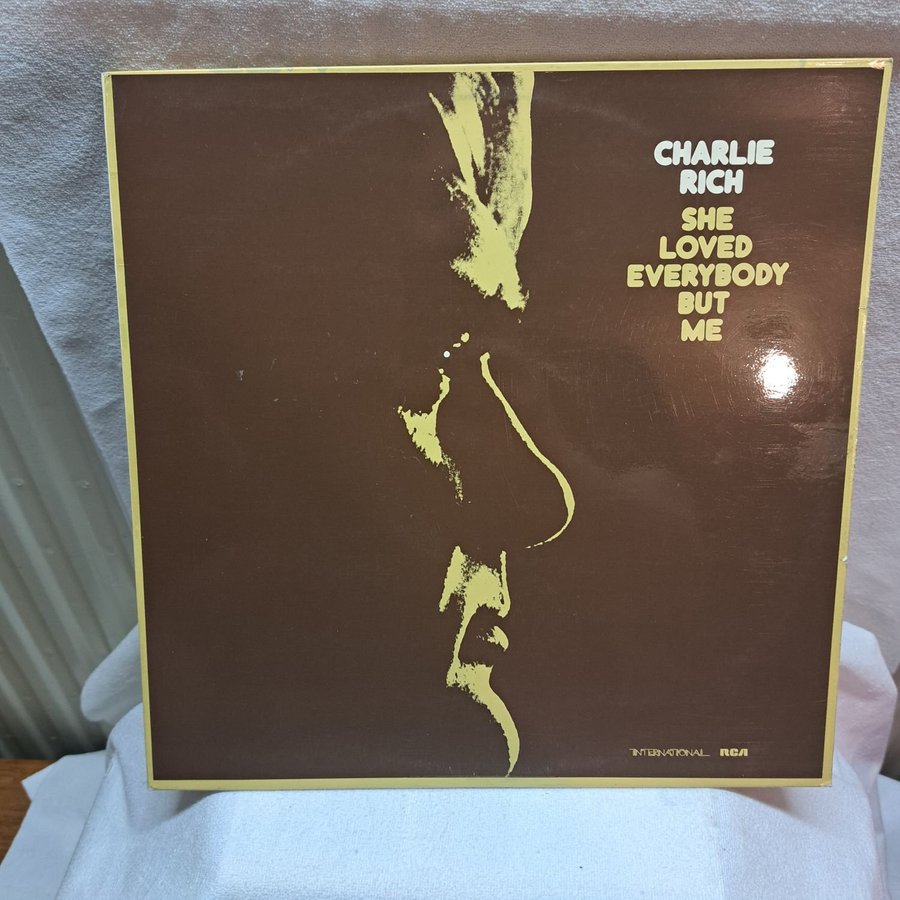 CHARLIE
RICH
SHE
LOVED
EVERYBODY
BUT
ME
INTERNATIONAL RCA